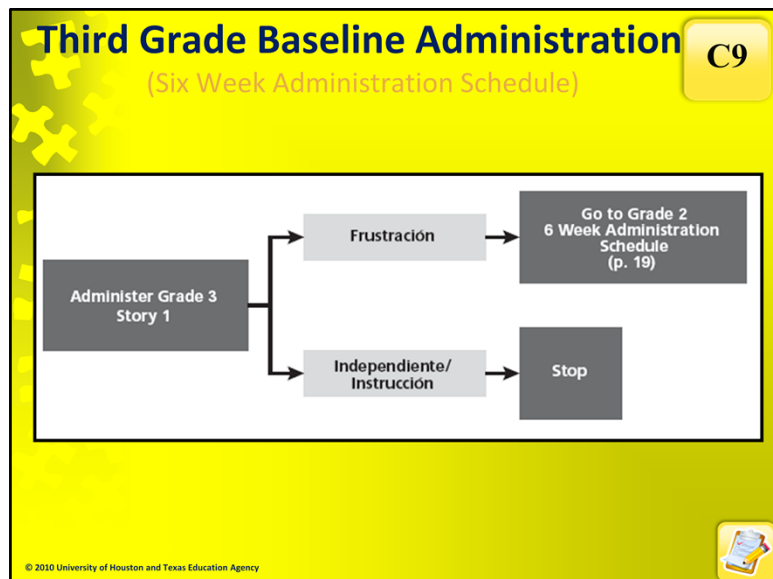 Third Grade Baseline Administration
C9
(Six Week Administration Schedule)
Administer Grade 3
Story 1
Frustración
Go to Grade 2
6 Week Administration
Schedule
(p. 19)
Independiente/
Instrucción
Stop
© 2010 University of Houston and Texas Education Agency